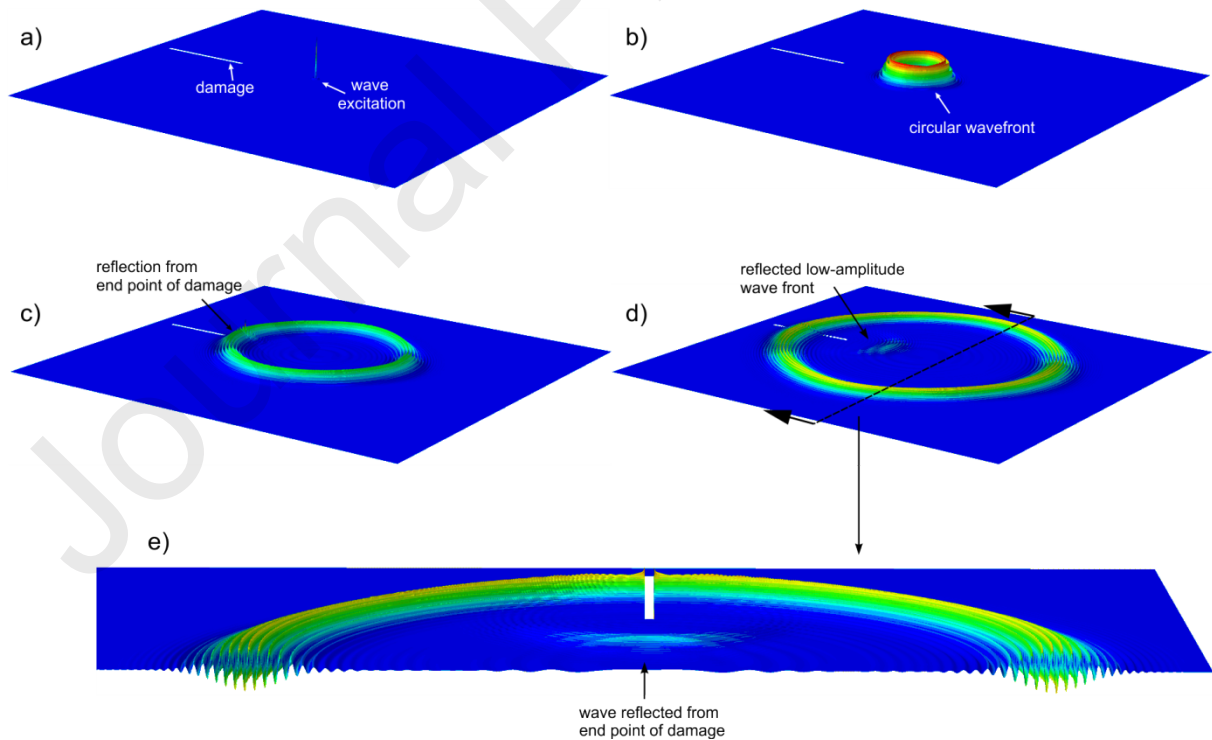 a)
damage
wave
excitation
b)
circular wavefront
reflection from
end point of damage
c)
reflected low-amplitude
wave front
d)
e)
wave reflected from
end point of damage
Journal P